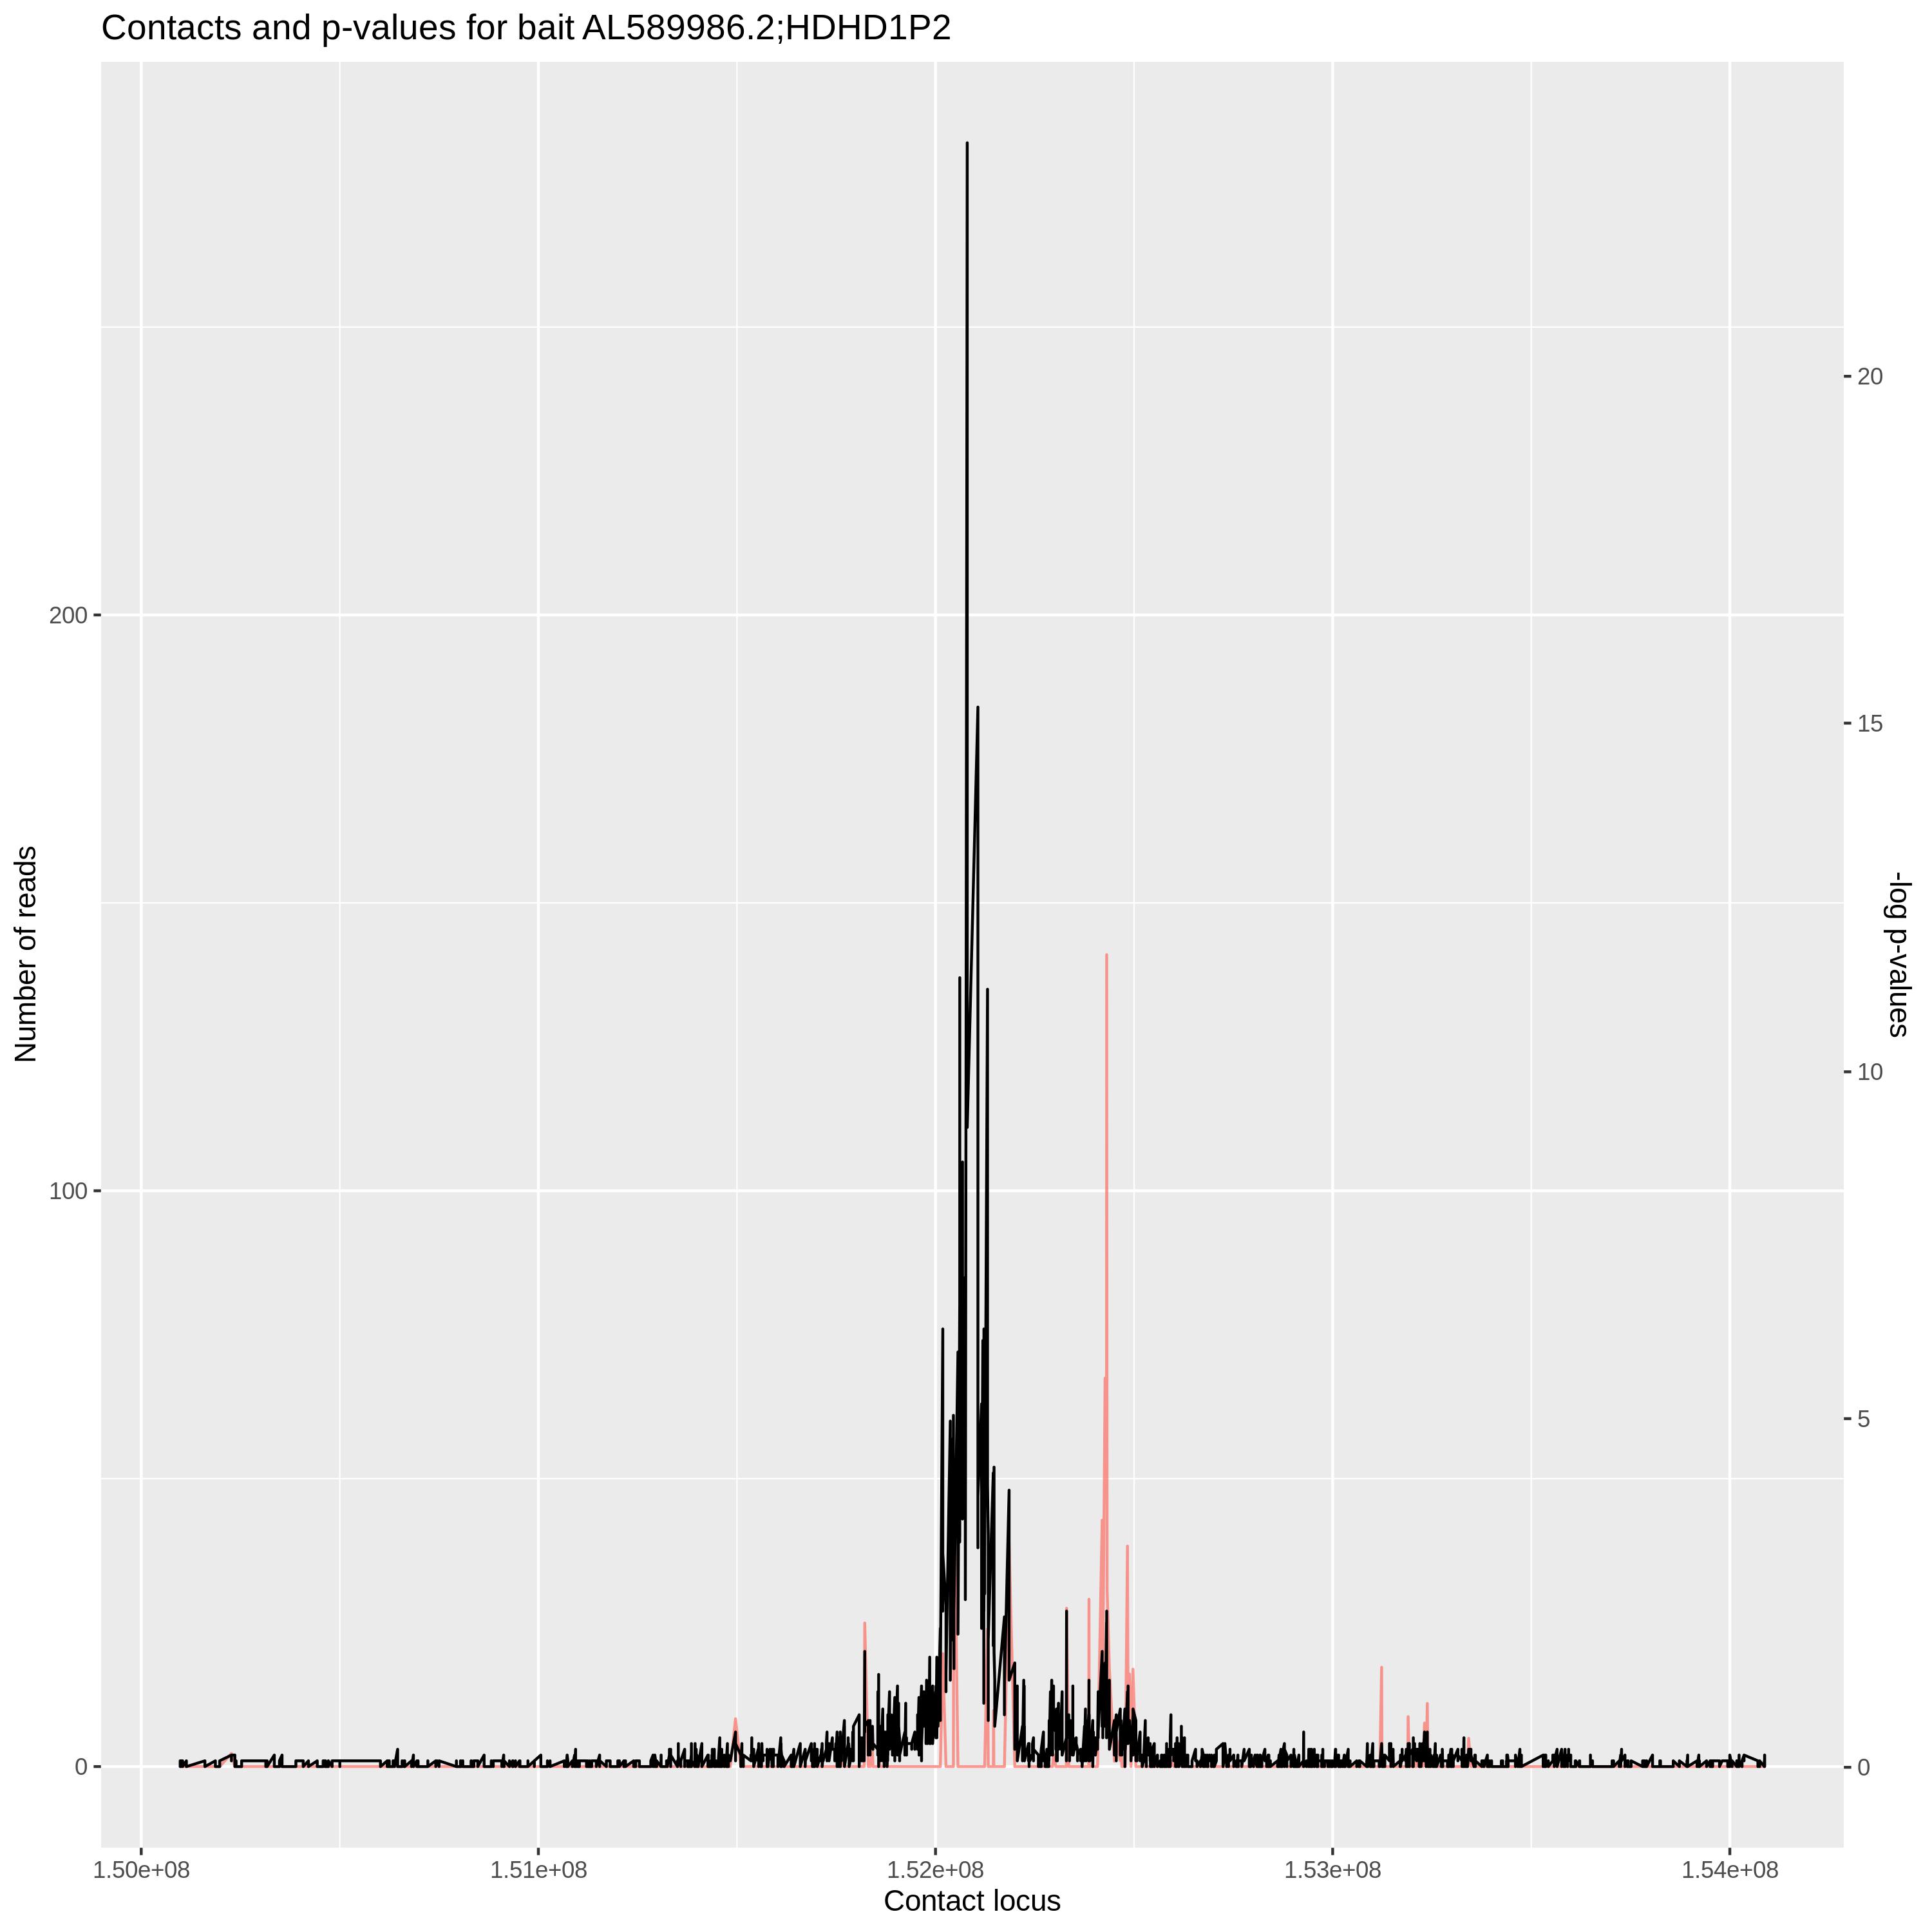 Contacts and p-values for bait AL589986.2;HDHD1P2
Number of reads
200
100
0
20
15
10
5
0
-log p-values
1.50e+08 1.51e+08 1.52e+08 1.53e+08 1.54e+08
Contact locus